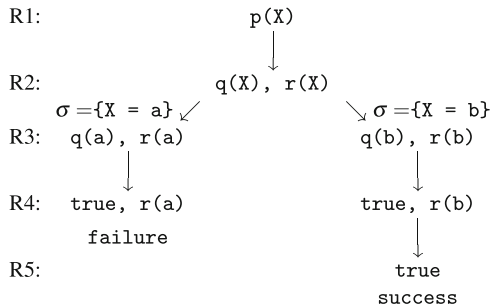 R1: p(X)
R2: q(X), r(X)
σ ={X = a} σ ={X = b}
R3: q(a), r(a) q(b), r(b)
R4: true, r(a) true, r(b)
failure
R5: true
success